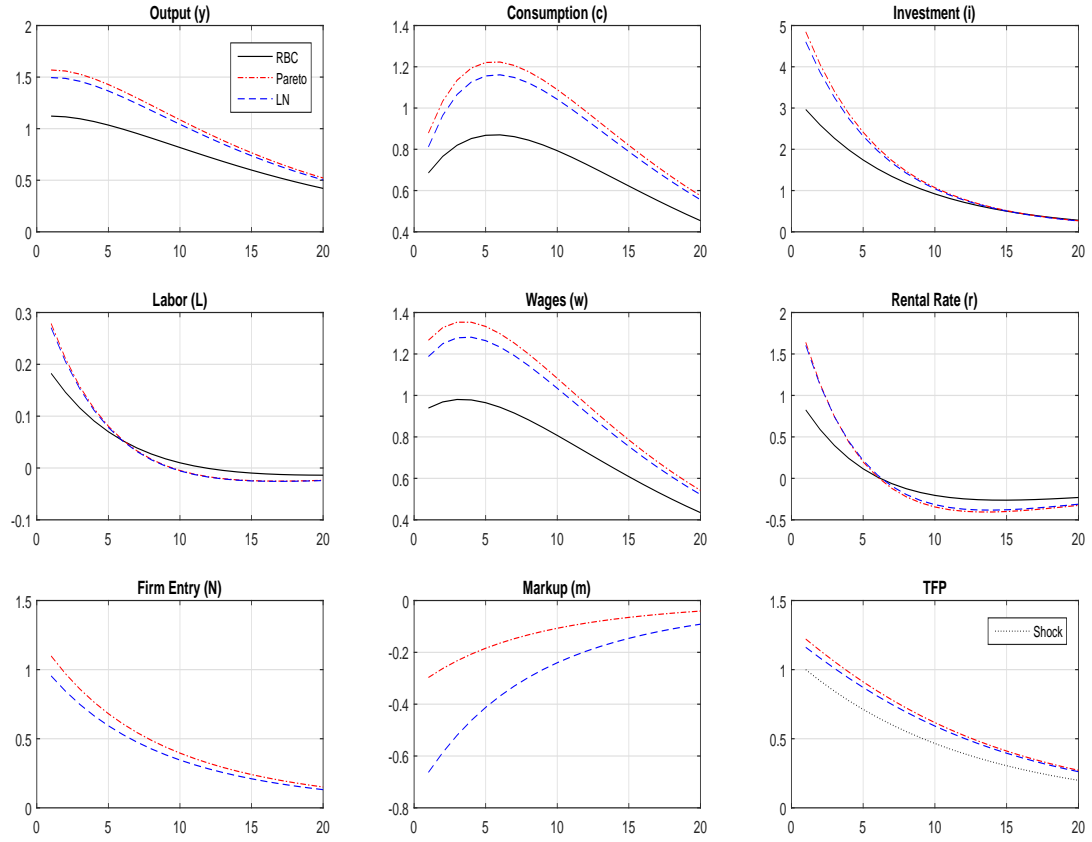 Output (y)
2
1.5
1
0.5
0
0 5 10 15 20
RBC
Pareto
LN
Consumption (c)
1.4
1.2
1
0.8
0.6
0.4
0 5 10 15 20
Investment (i)
5
4
3
2
1
0
0 5 10 15 20
Labor (L)
0.3
0.2
0.1
0
-0.1
0 5 10 15 20
Wages (w)
1.4
1.2
1
0.8
0.6
0.4
0 5 10 15 20
Rental Rate (r)
2
1.5
1
0.5
0
-0.5
0 5 10 15 20
Firm Entry (N)
1.5
1
0.5
0
0 5 10 15 20
Markup (m)
0
-0.2
-0.4
-0.6
-0.8
0 5 10 15 20
TFP
1.5
1
0.5
0
0 5 10 15 20
Shock